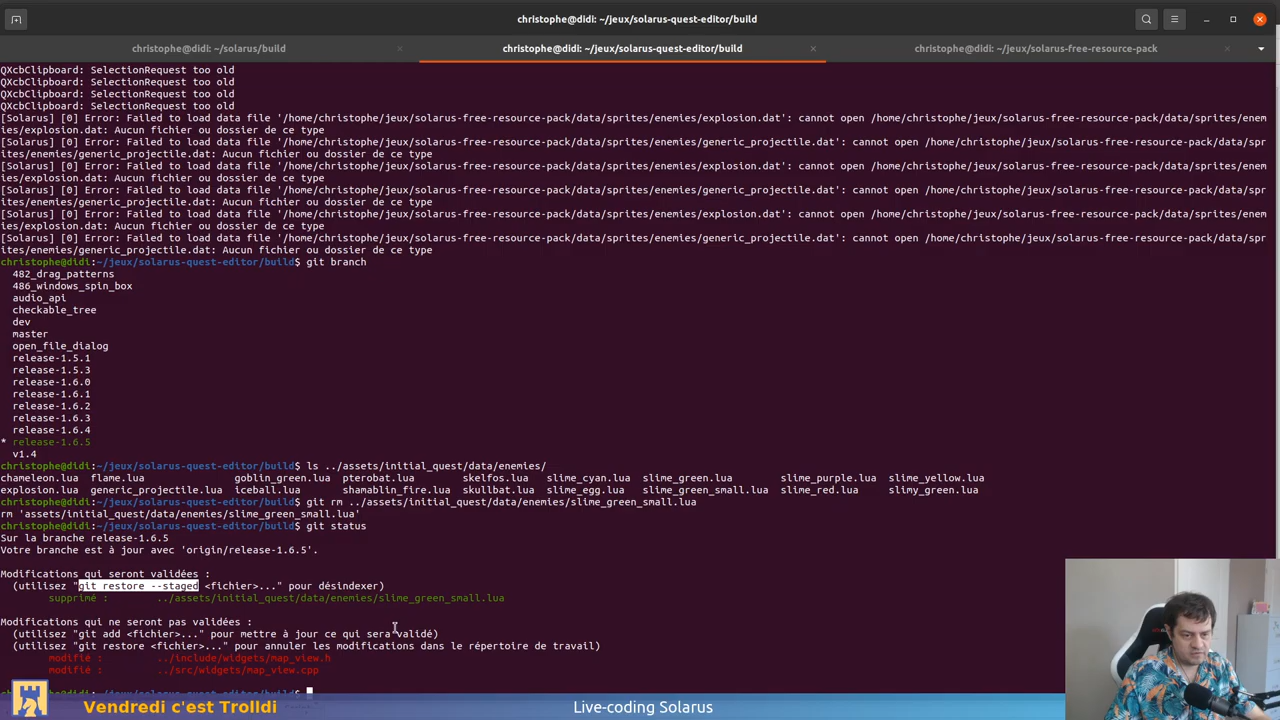 christophe@didi: ~/jeux/solarus-quest-editor/build
christophe@didi: ~/solarus/build
christophe@didi: ~/jeux/solarus-quest-editor/build
christophe@didi: ~/jeux/solarus-free-resource-pack
QXcbClipboard: SelectionRequest too old
QXcbClipboard: SelectionRequest too old
QXcbClipboard: SelectionRequest too old
QXcbClipboard: SelectionRequest too old
[Solarus] [0] Error: Failed to load data file '/home/christophe/jeux/solarus-free-resource-pack/data/sprites/enemies/explosion.dat': cannot open /home/christophe/jeux/solarus-free-resource-pack/data/sprites/enem
ies/explosion.dat: Aucun fichier ou dossier de ce type
[Solarus] [0] Error: Failed to load data file '/home/christophe/jeux/solarus-free-resource-pack/data/sprites/enemies/generic_projectile.dat': cannot open /home/christophe/jeux/solarus-free-resource-pack/data/spr
ites/enemies/generic_projectile.dat: Aucun fichier ou dossier de ce type
[Solarus] [0] Error: Failed to load data file '/home/christophe/jeux/solarus-free-resource-pack/data/sprites/enemies/explosion.dat': cannot open /home/christophe/jeux/solarus-free-resource-pack/data/sprites/enem
ies/explosion.dat: Aucun fichier ou dossier de ce type
[Solarus] [0] Error: Failed to load data file '/home/christophe/jeux/solarus-free-resource-pack/data/sprites/enemies/generic_projectile.dat': cannot open /home/christophe/jeux/solarus-free-resource-pack/data/spr
ites/enemies/generic_projectile.dat: Aucun fichier ou dossier de ce type
[Solarus] [0] Error: Failed to load data file '/home/christophe/jeux/solarus-free-resource-pack/data/sprites/enemies/explosion.dat': cannot open /home/christophe/jeux/solarus-free-resource-pack/data/sprites/enem
ies/explosion.dat: Aucun fichier ou dossier de ce type
[Solarus] [0] Error: Failed to load data file '/home/christophe/jeux/solarus-free-resource-pack/data/sprites/enemies/generic_projectile.dat': cannot open /home/christophe/jeux/solarus-free-resource-pack/data/spr
ites/enemies/generic_projectile.dat: Aucun fichier ou dossier de ce type
christophe@didi:~/jeux/solarus-quest-editor/build$ git branch
482_drag_patterns
486_windows_spin_box
audio_api
checkable_tree
dev
master
open_file_dialog
release-1.5.1
release-1.5.3
release-1.6.0
release-1.6.1
release-1.6.2
release-1.6.3
release-1.6.4
* release-1.6.5
v1.4
christophe@didi:~/jeux/solarus-quest-editor/build$ ls ../assets/initial_quest/data/enemies/
chameleon.lua flame.lua goblin_green.lua pterobat.lua skelfos.lua slime_cyan.lua slime_green.lua slime_purple.lua slime_yellow.lua
explosion.lua generic_projectile.lua iceball.lua shamablin_fire.lua skullbat.lua slime_egg.lua slime_green_small.lua slime_red.lua slimy_green.lua
christophe@didi:~/jeux/solarus-quest-editor/build$ git rm ../assets/initial_quest/data/enemies/slime_green_small.lua
rm 'assets/initial_quest/data/enemies/slime_green_small.lua'
christophe@didi:~/jeux/solarus-quest-editor/build$ git status
Sur la branche release-1.6.5
Votre branche est à jour avec 'origin/release-1.6.5'.
Modifications qui seront validées :
(utilisez "git restore --staged <fichier>..." pour désindexer)
supprimé : ../assets/initial_quest/data/enemies/slime_green_small.lua
Modifications qui ne seront pas validées :
(utilisez "git add <fichier>..." pour mettre à jour ce qui sera validé)
(utilisez "git restore <fichier>..." pour annuler les modifications dans le répertoire de travail)
modifié : ../include/widgets/map_view.h
modifié : ../src/widgets/map_view.cpp
christophe@didi:~/jeux/solarus-quest-editor/build$
Vendredi c'est Trolldi
Live-coding Solarus